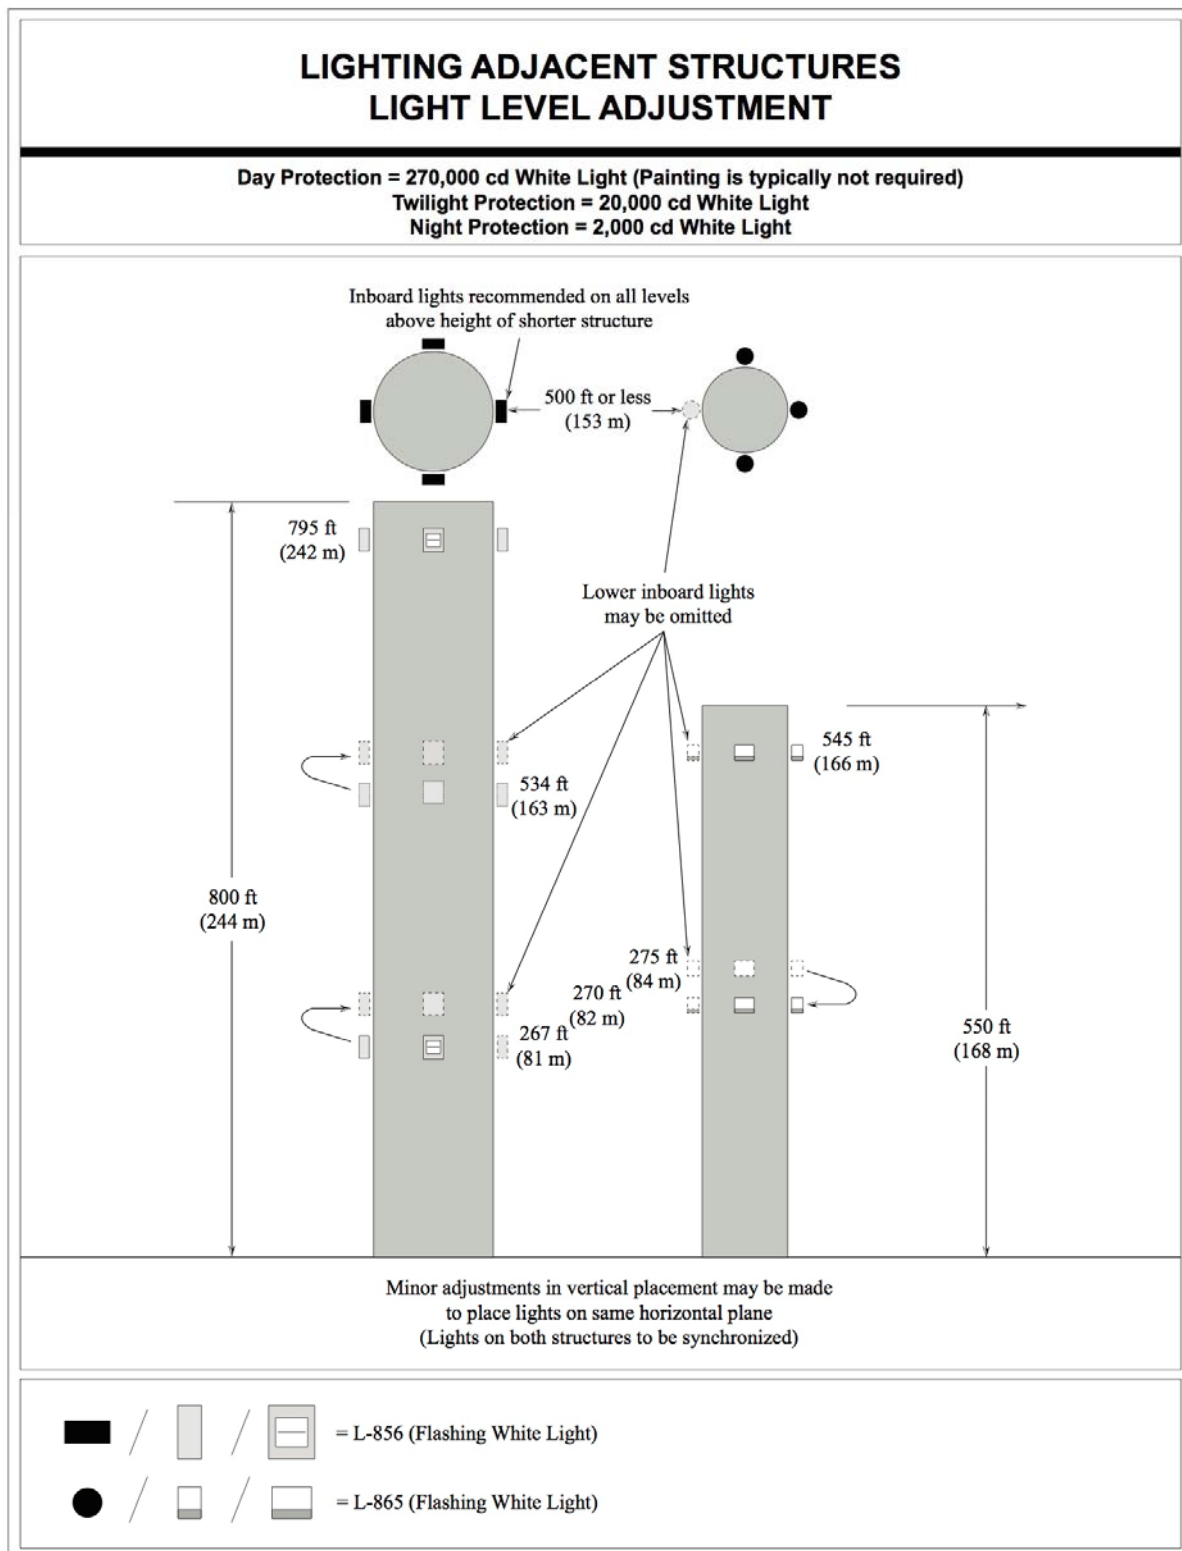 LIGHTING ADJACENT STRUCTURES
LIGHT LEVEL ADJUSTMENT
Day Protection = 270,000 cd White Light (Painting is typically not required)
Twilight Protection = 20,000 cd White Light
Night Protection = 2,000 cd White Light
Inboard lights recommended on all levels
above height of shorter structure
500 ft or less
(153 m)
795 ft
(242 m)
Lower inboard lights
may be omitted
545 ft
(166 m)
534 ft
(163 m)
800 ft
(244 m)
275 ft
(84 m)
270 ft
(82 m)
267 ft
(81 m)
550 ft
(168 m)
Minor adjustments in vertical placement may be made
to place lights on same horizontal plane
(Lights on both structures to be synchronized)
/ / = L-856 (Flashing White Light)
/ / = L-865 (Flashing White Light)